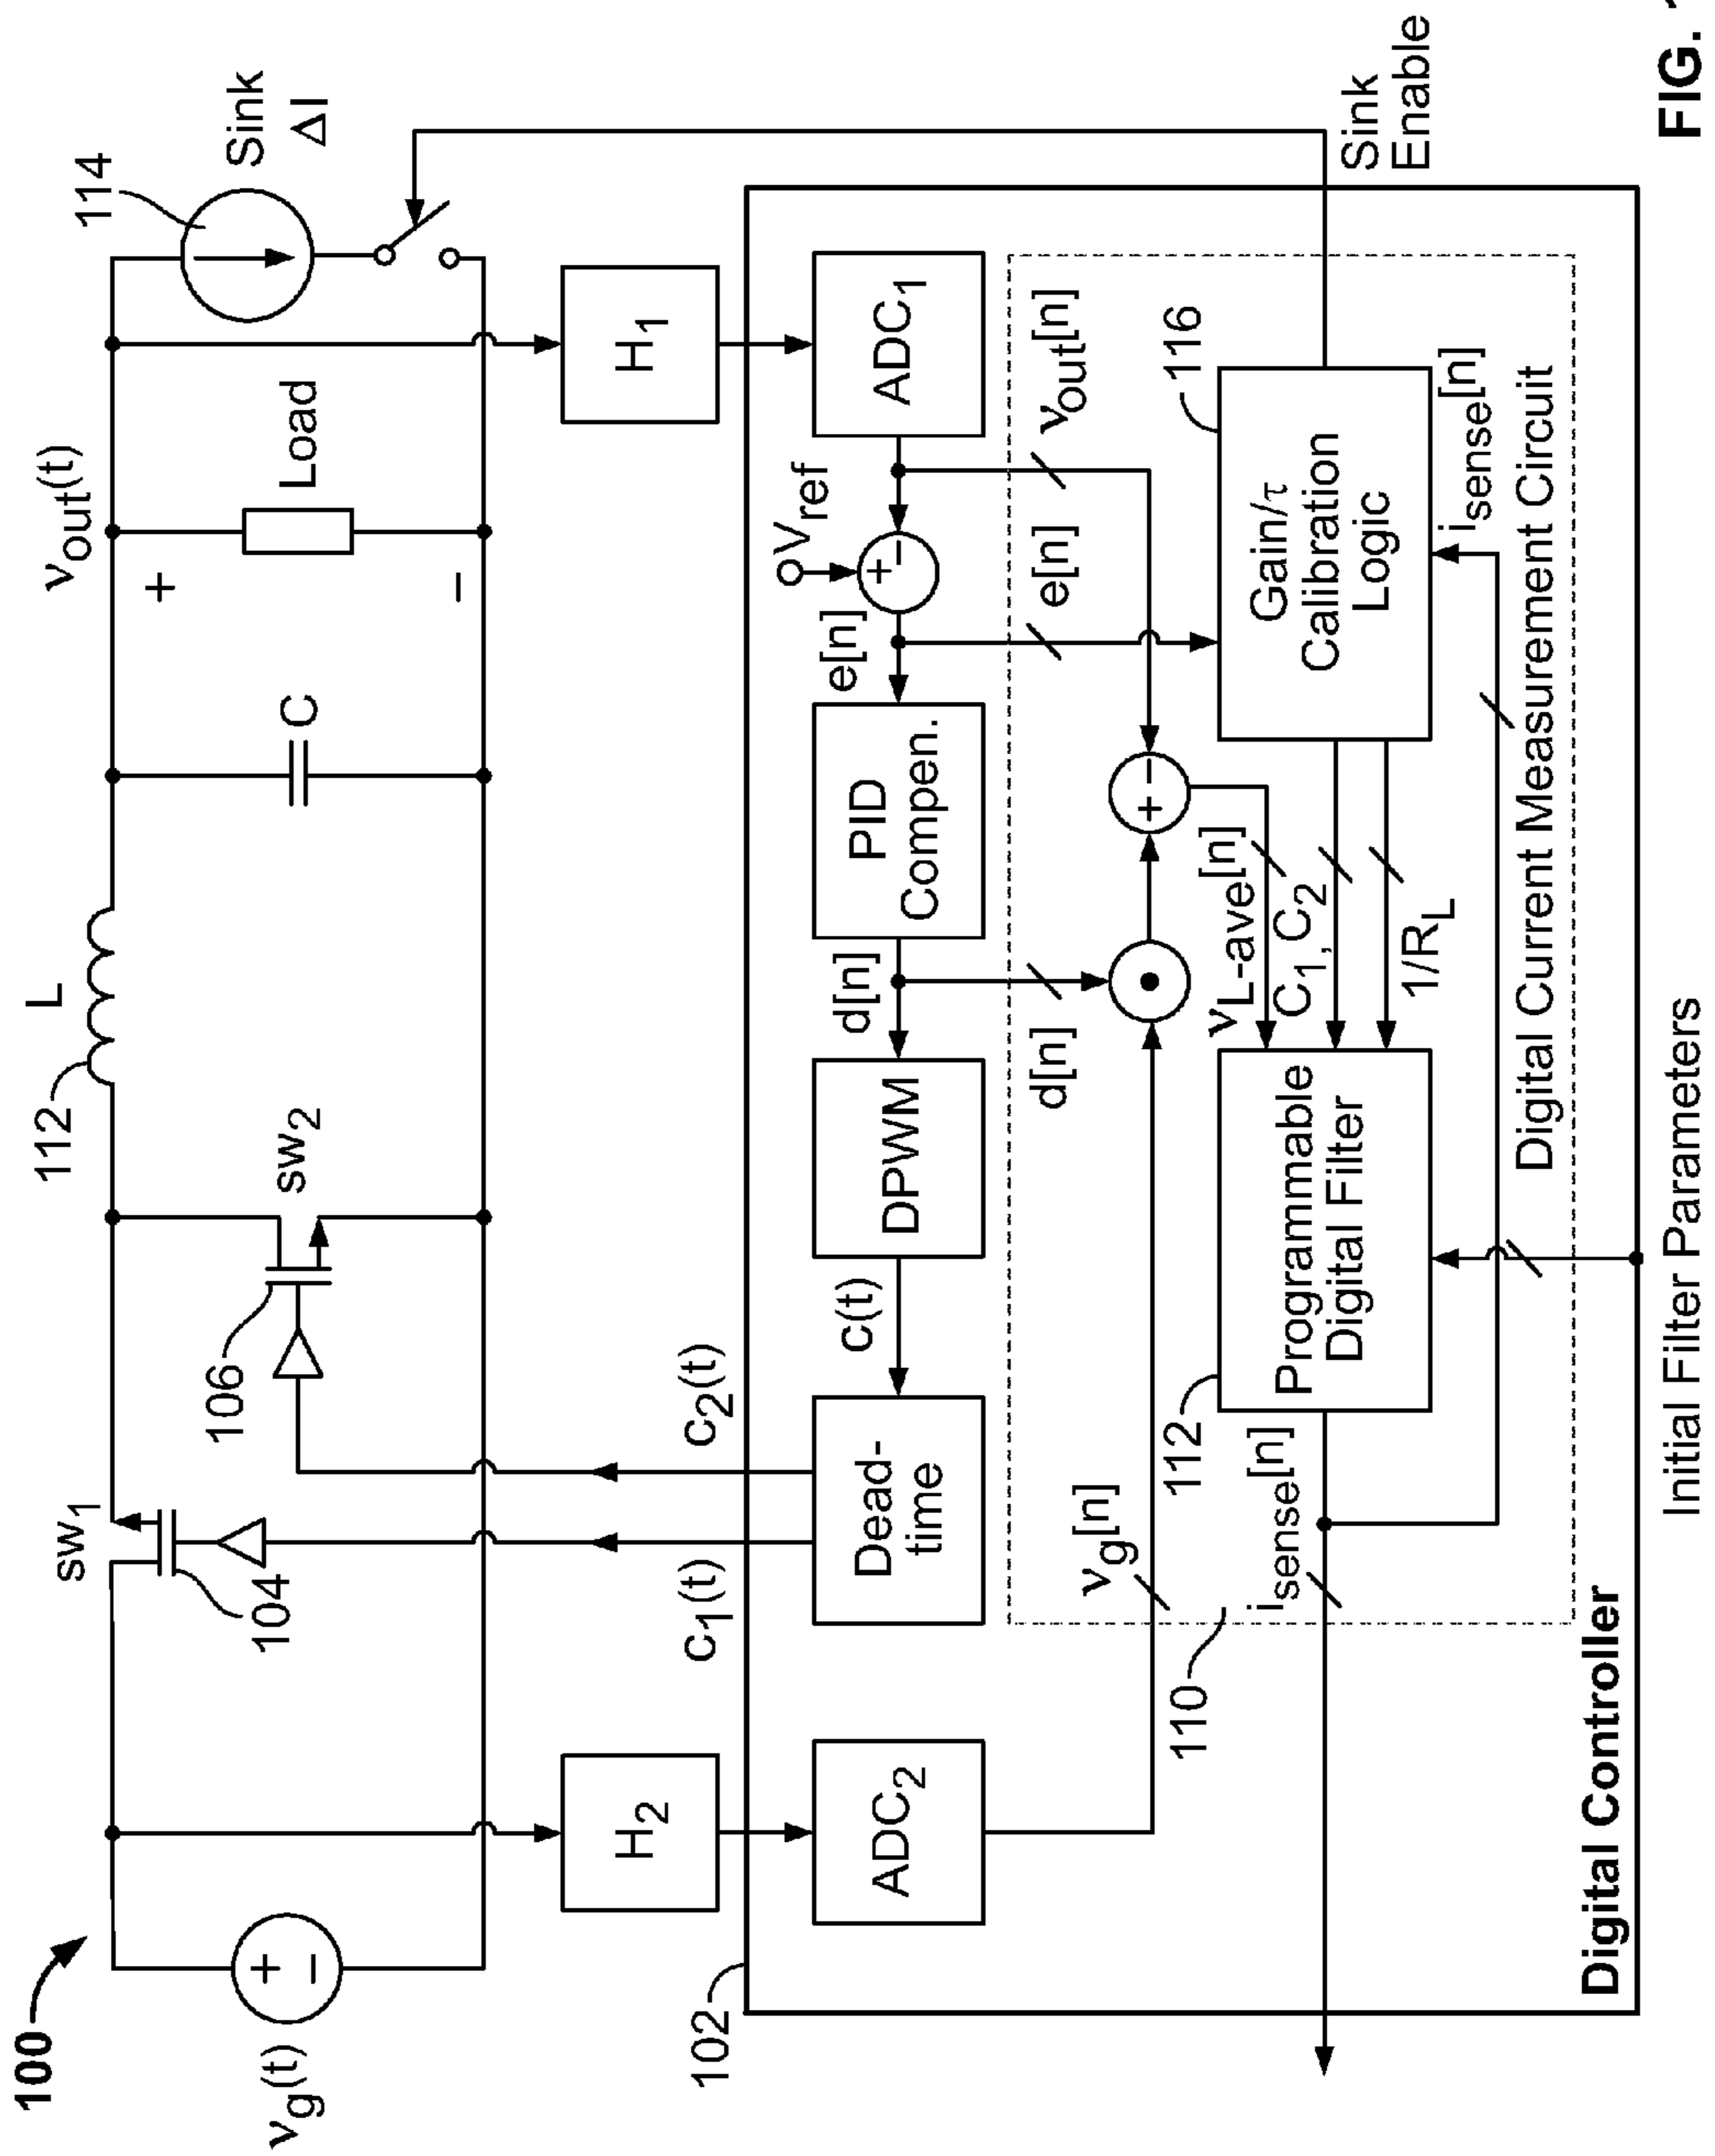 100
v_g(t)
sw_1
104
106
sw_2
112
L
C
v_out(t)
+
−
Load
114
Sink
ΔI
+
−
H_2
c_1(t)
c_2(t)
H_1
102
ADC_2
Dead-
time
c(t)
DPWM
d[n]
PID
Compen.
e[n]
V_ref
+
−
ADC_1
110
v_g[n]
d[n]
+
−
e[n]
v_out[n]
v_L-ave[n]
C_1, C_2
1/R_L
i_sense[n]
112
Programmable
Digital Filter
116
Gain/τ
Calibration
Logic
i_sense[n]
Sink
Enable
Digital Current Measurement Circuit
Digital Controller
Initial Filter Parameters
FIG.